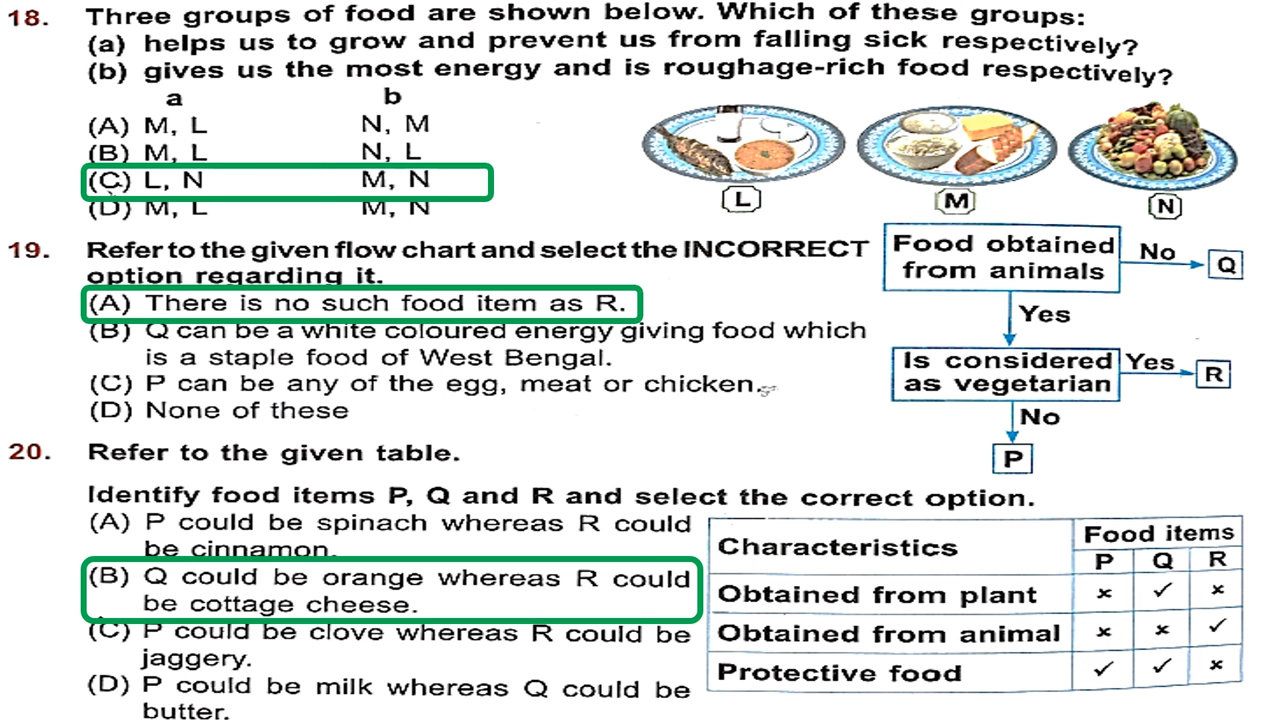 18. Three groups of food are shown below. Which of these groups:
(a) helps us to grow and prevent us from falling sick respectively?
(b) gives us the most energy and is roughage-rich food respectively?
a b
(A) M, L N, M
(B) M, L N, L
(C) L, N M, N
(D) M, L M, N
L M N
19. Refer to the given flow chart and select the INCORRECT
option regarding it.
(A) There is no such food item as R.
(B) Q can be a white coloured energy giving food which
is a staple food of West Bengal.
(C) P can be any of the egg, meat or chicken.
(D) None of these
Food obtained
from animals
No
Q
Yes
Is considered
as vegetarian
Yes
R
No
P
20. Refer to the given table.
Identify food items P, Q and R and select the correct option.
(A) P could be spinach whereas R could
be cinnamon.
(B) Q could be orange whereas R could
be cottage cheese.
(C) P could be clove whereas R could be
jaggery.
(D) P could be milk whereas Q could be
butter.
Characteristics Food items
P Q R
Obtained from plant × ✓ ×
Obtained from animal × × ✓
Protective food ✓ ✓ ×